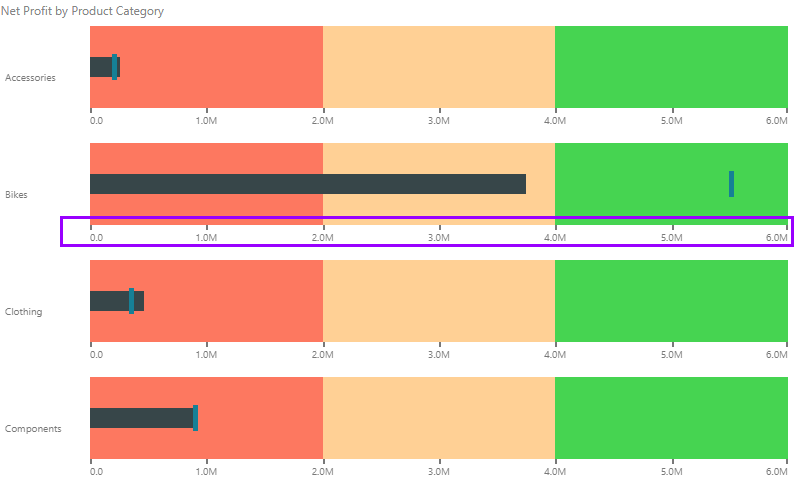 Net Profit by Product Category
Accessories
0.0 1.0M 2.0M 3.0M 4.0M 5.0M 6.0M
Bikes
0.0 1.0M 2.0M 3.0M 4.0M 5.0M 6.0M
Clothing
0.0 1.0M 2.0M 3.0M 4.0M 5.0M 6.0M
Components
0.0 1.0M 2.0M 3.0M 4.0M 5.0M 6.0M